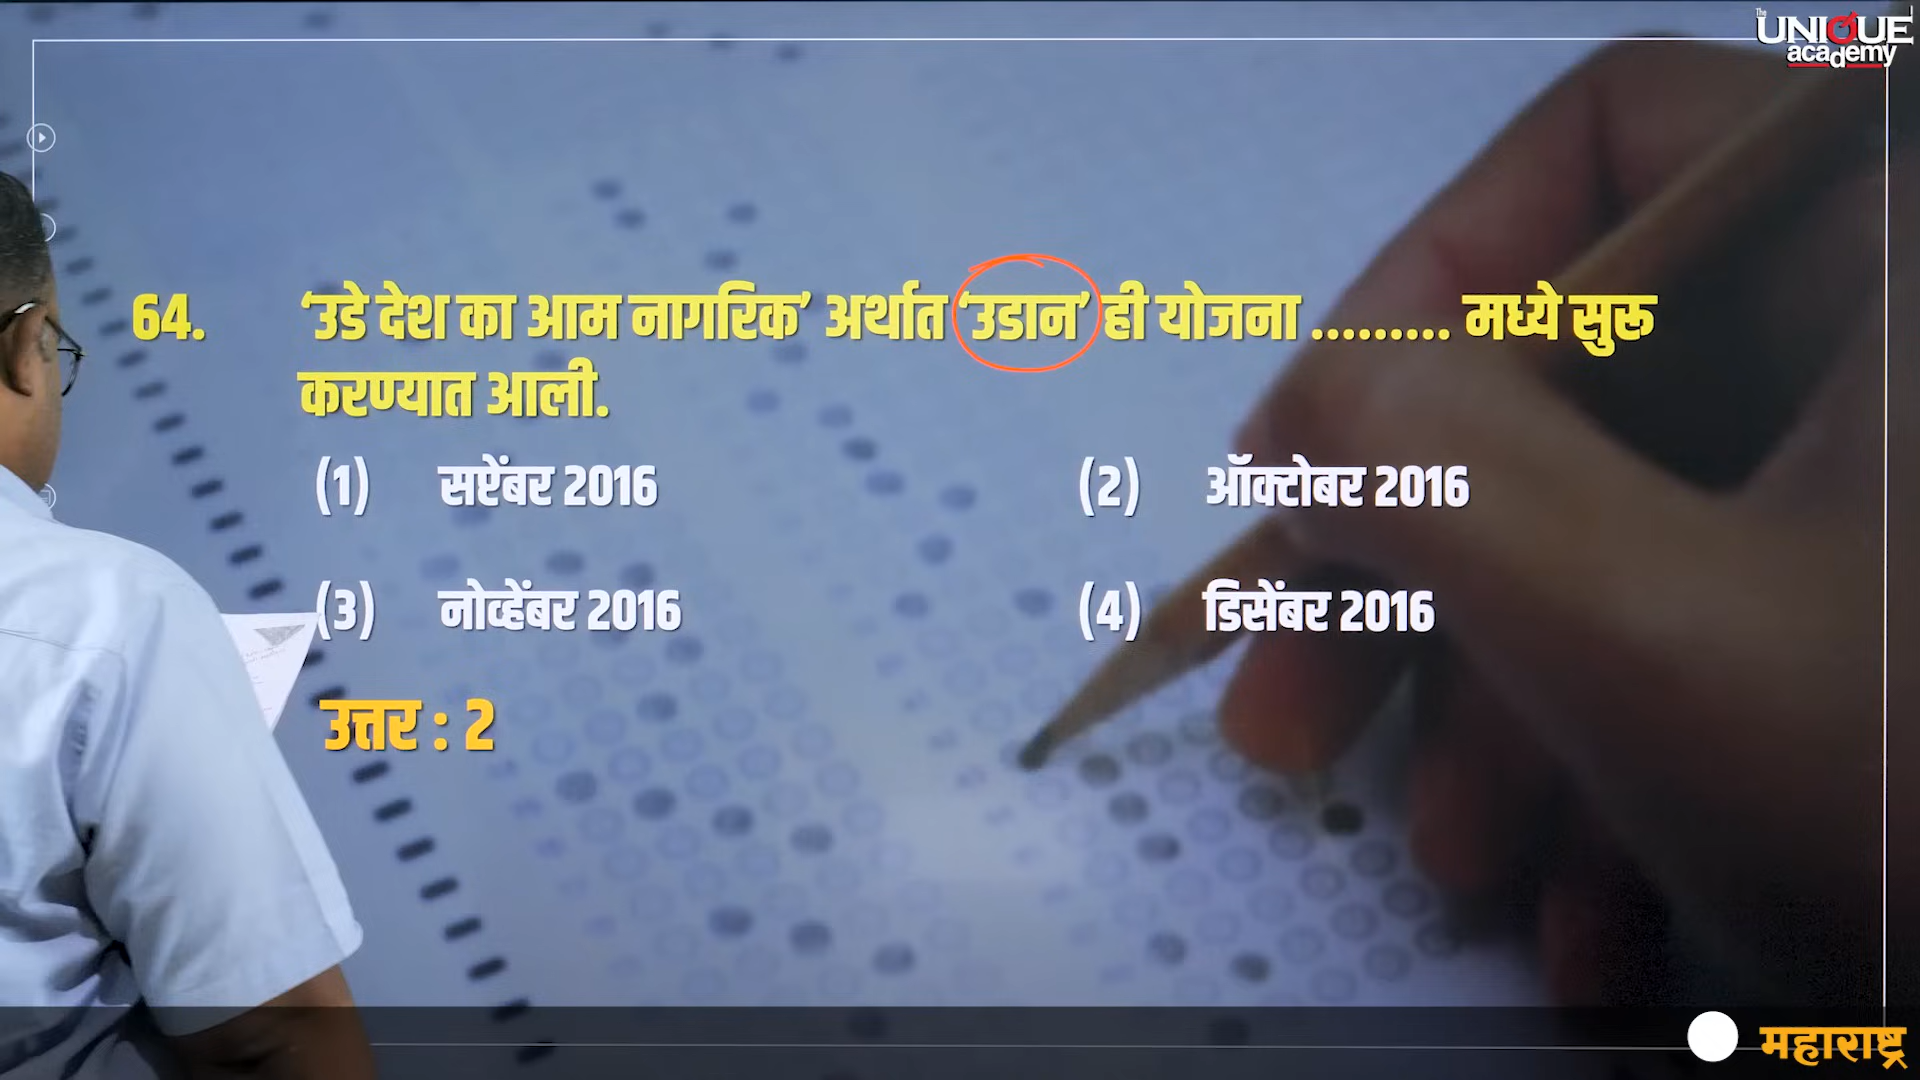 The
UNIQUE
academy
64. ‘उडे देश का आम नागरिक’ अर्थात ‘उडान’ ही योजना ......... मध्ये सुरू
करण्यात आली.
(1) सप्टेंबर 2016 (2) ऑक्टोबर 2016
(3) नोव्हेंबर 2016 (4) डिसेंबर 2016
उत्तर : 2
महाराष्ट्र